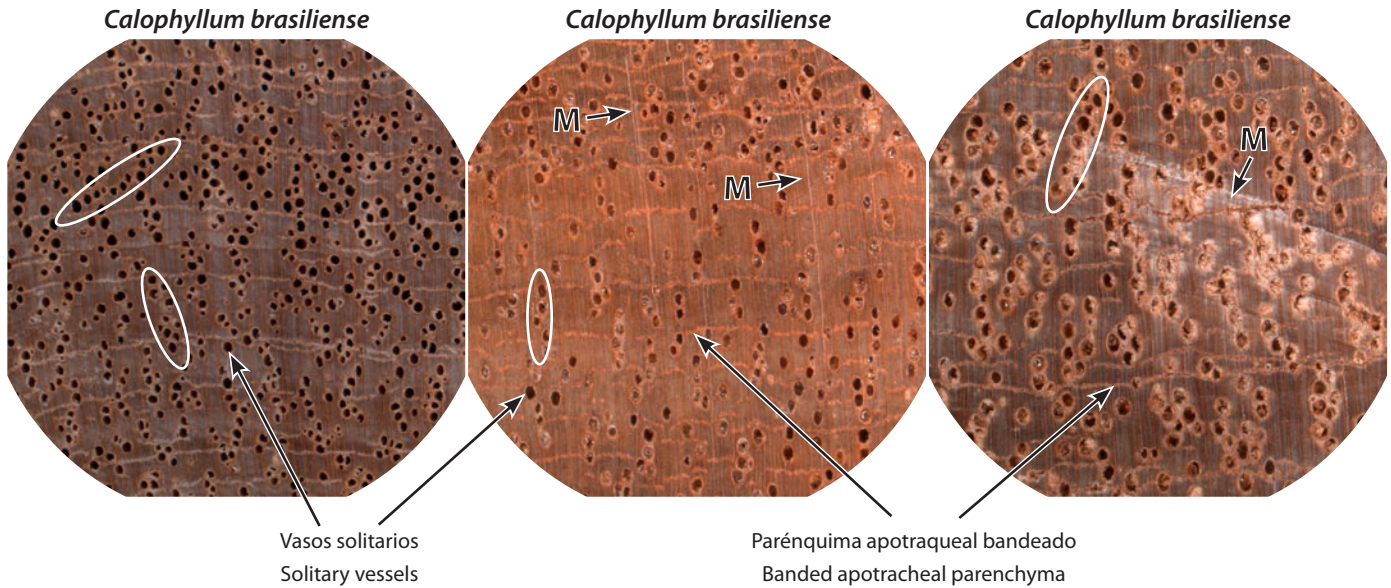 Calophyllum brasiliense
Calophyllum brasiliense
Calophyllum brasiliense
M
M
M
Vasos solitarios
Solitary vessels
Parénquima apotraqueal bandeado
Banded apotracheal parenchyma